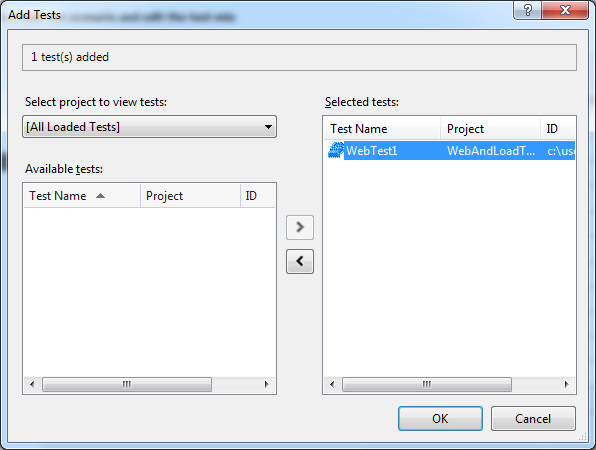 Add Tests
1 test(s) added
Select project to view tests:
[All Loaded Tests]
Available tests:
Test Name Project ID
Selected tests:
Test Name Project ID
WebTest1 WebAndLoadT... c:\use
OK Cancel